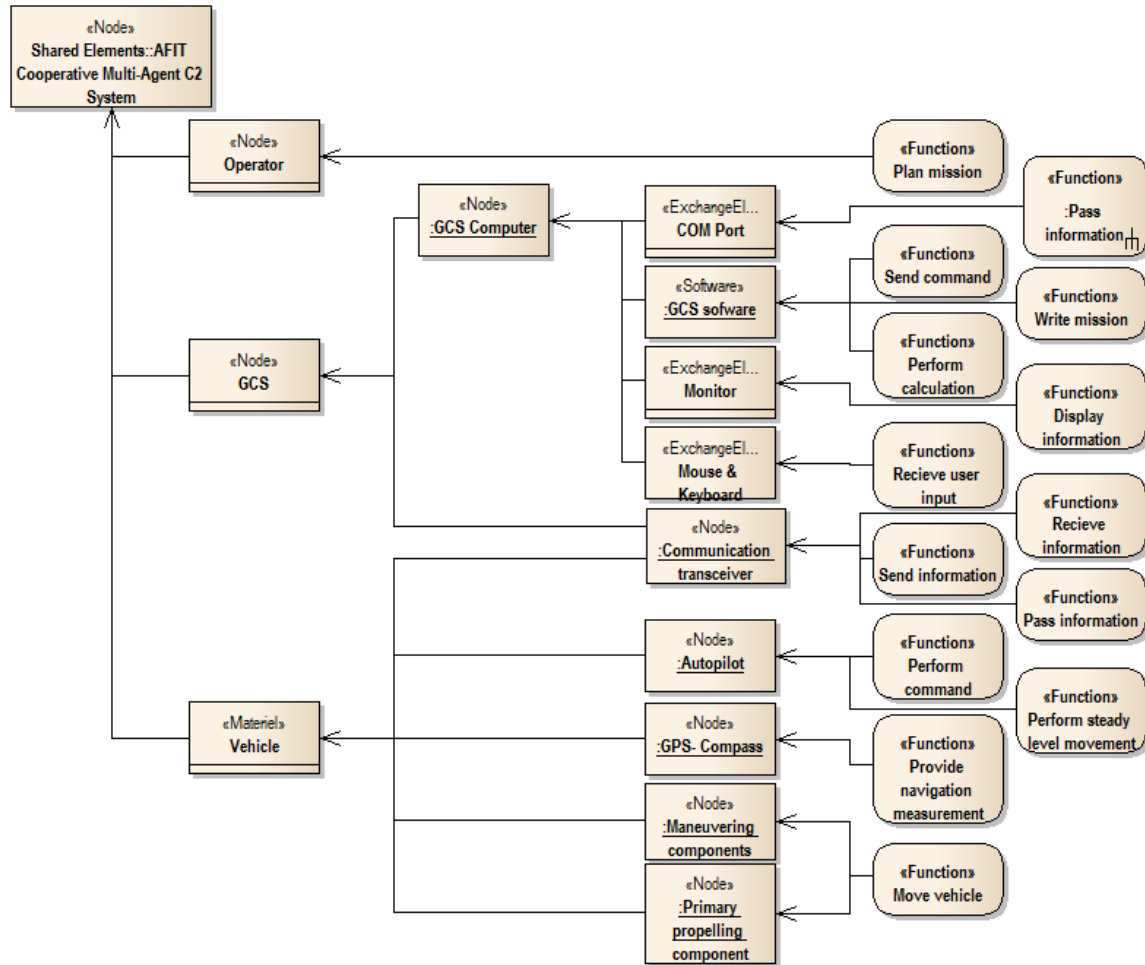 «Node»
Shared Elements::AFIT
Cooperative Multi-Agent C2
System
«Node»
Operator
«Function»
Plan mission
«Node»
:GCS Computer
«ExchangeEl...
COM Port
«Function»
:Pass
information
«Function»
Send command
«Software»
:GCS sofware
«Function»
Write mission
«Function»
Perform
calculation
«Node»
GCS
«ExchangeEl...
Monitor
«Function»
Display
information
«ExchangeEl...
Mouse &
Keyboard
«Function»
Recieve user
input
«Node»
:Communication
transceiver
«Function»
Recieve
information
«Function»
Send information
«Function»
Pass information
«Node»
:Autopilot
«Function»
Perform
command
«Function»
Perform steady
level movement
«Materiel»
Vehicle
«Node»
:GPS- Compass
«Function»
Provide
navigation
measurement
«Node»
:Maneuvering
components
«Function»
Move vehicle
«Node»
:Primary
propelling
component